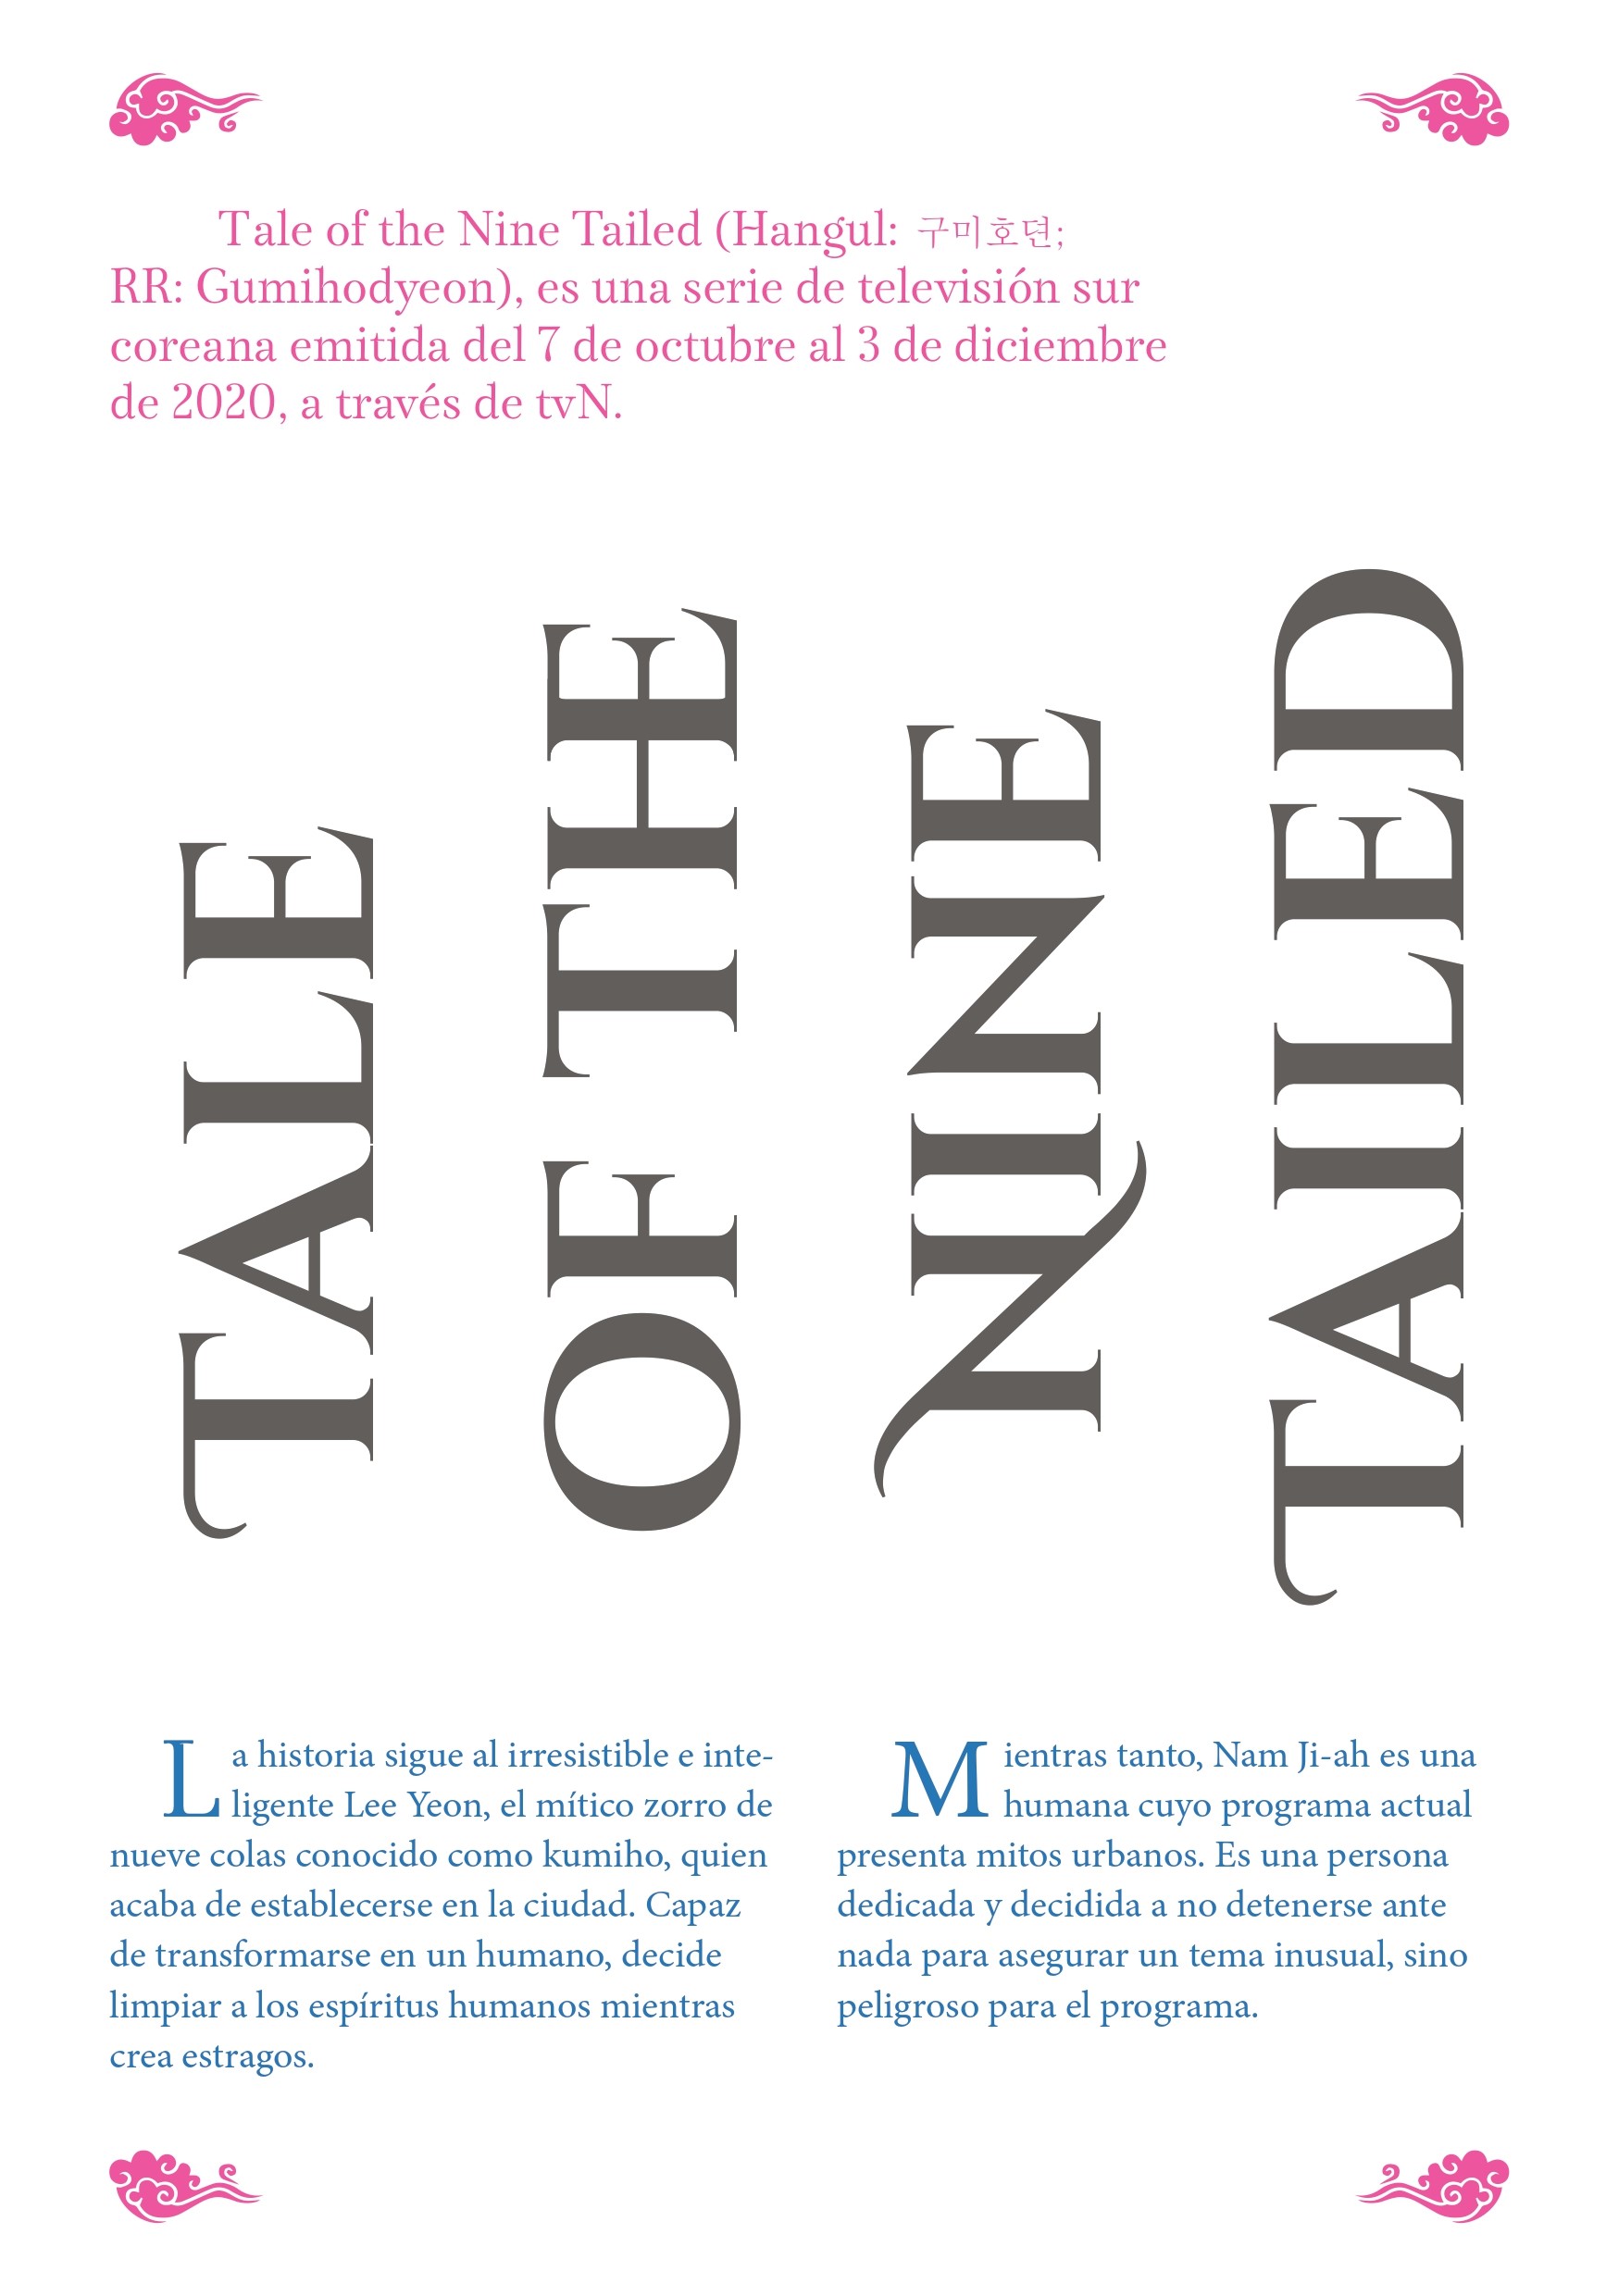 Tale of the Nine Tailed (Hangul: 구미호뎐;
RR: Gumihodyeon), es una serie de televisión sur
coreana emitida del 7 de octubre al 3 de diciembre
de 2020, a través de tvN.
TALE
OF THE
NINE
TAILED
La historia sigue al irresistible e inte-
ligente Lee Yeon, el mítico zorro de
nueve colas conocido como kumiho, quien
acaba de establecerse en la ciudad. Capaz
de transformarse en un humano, decide
limpiar a los espíritus humanos mientras
crea estragos.
Mientras tanto, Nam Ji-ah es una
humana cuyo programa actual
presenta mitos urbanos. Es una persona
dedicada y decidida a no detenerse ante
nada para asegurar un tema inusual, sino
peligroso para el programa.